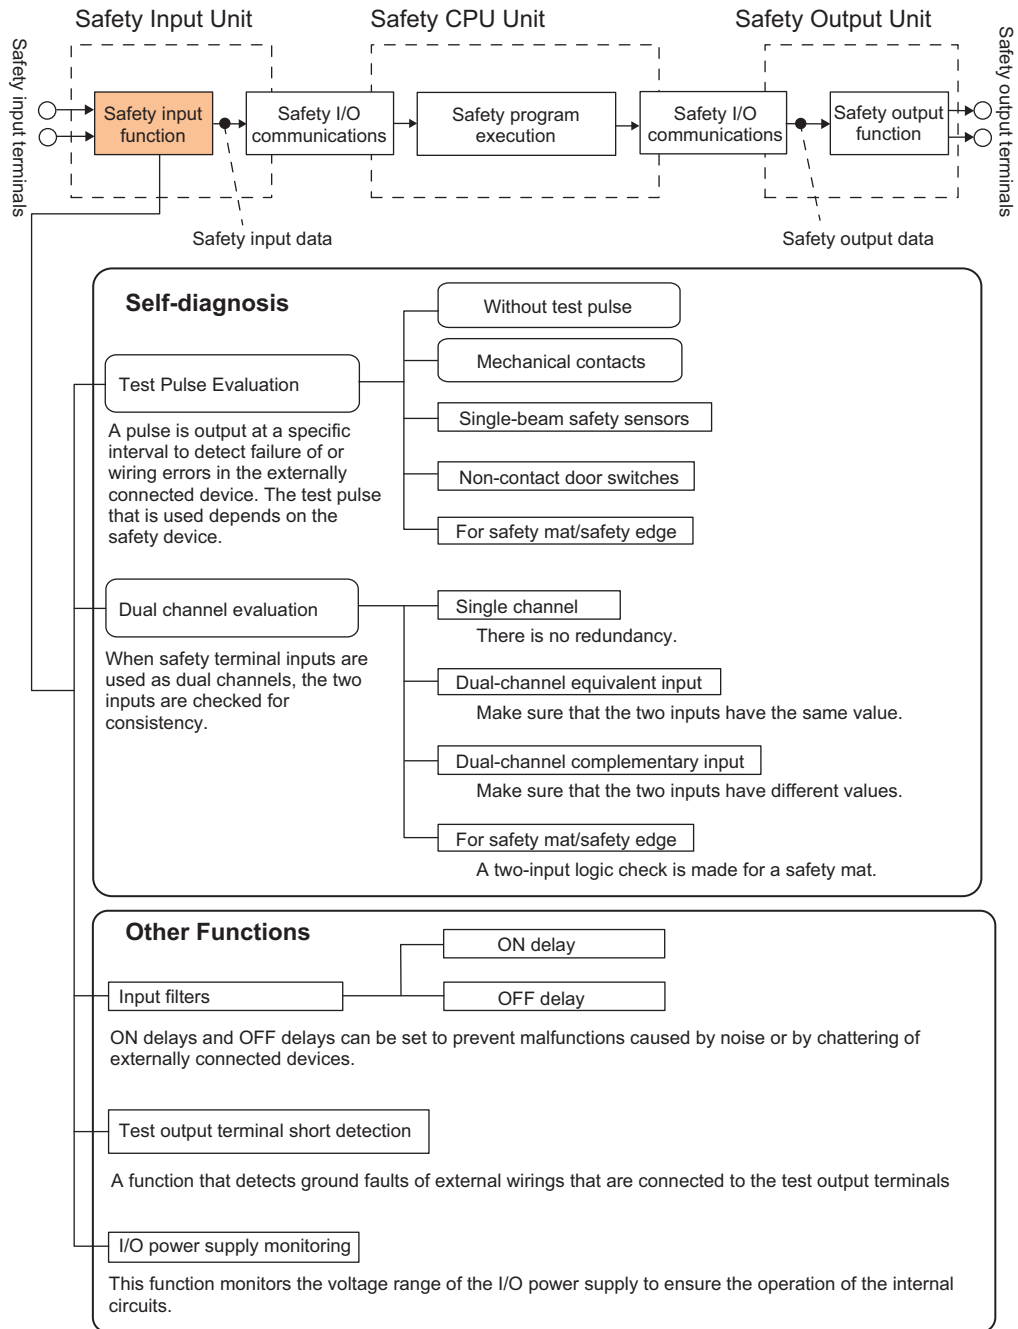 Safety Input Unit
Safety CPU Unit
Safety Output Unit
Safety input terminals
Safety input
function
Safety I/O
communications
Safety program
execution
Safety I/O
communications
Safety output
function
Safety output terminals
Safety input data
Safety output data
Self-diagnosis
Test Pulse Evaluation
A pulse is output at a specific
interval to detect failure of or
wiring errors in the externally
connected device. The test pulse
that is used depends on the
safety device.
Without test pulse
Mechanical contacts
Single-beam safety sensors
Non-contact door switches
For safety mat/safety edge
Dual channel evaluation
When safety terminal inputs are
used as dual channels, the two
inputs are checked for
consistency.
Single channel
There is no redundancy.
Dual-channel equivalent input
Make sure that the two inputs have the same value.
Dual-channel complementary input
Make sure that the two inputs have different values.
For safety mat/safety edge
A two-input logic check is made for a safety mat.
Other Functions
Input filters
ON delay
OFF delay
ON delays and OFF delays can be set to prevent malfunctions caused by noise or by chattering of
externally connected devices.
Test output terminal short detection
A function that detects ground faults of external wirings that are connected to the test output terminals
I/O power supply monitoring
This function monitors the voltage range of the I/O power supply to ensure the operation of the internal
circuits.